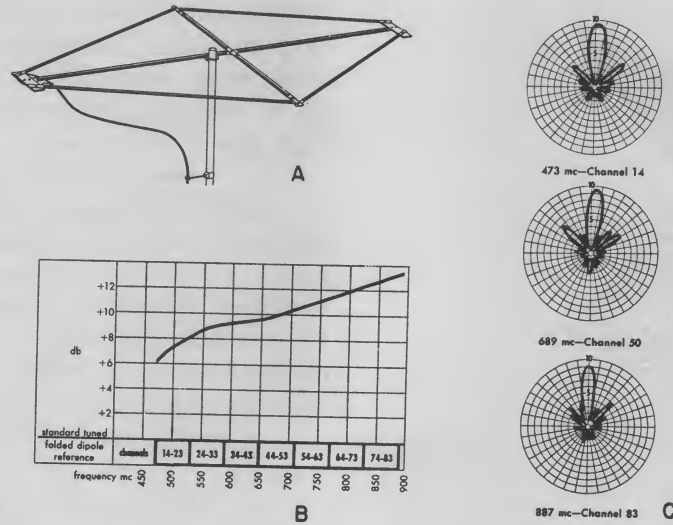 A
10
5
473 mc—Channel 14
10
5
689 mc—Channel 50
10
5
887 mc—Channel 83
C
+12
+10
+8
+6
+4
+2
db
standard tuned
folded dipole
reference
channels 14-23 24-33 34-43 44-53 54-63 64-73 74-83
frequency mc 450 500 550 600 650 700 750 800 850 900
B